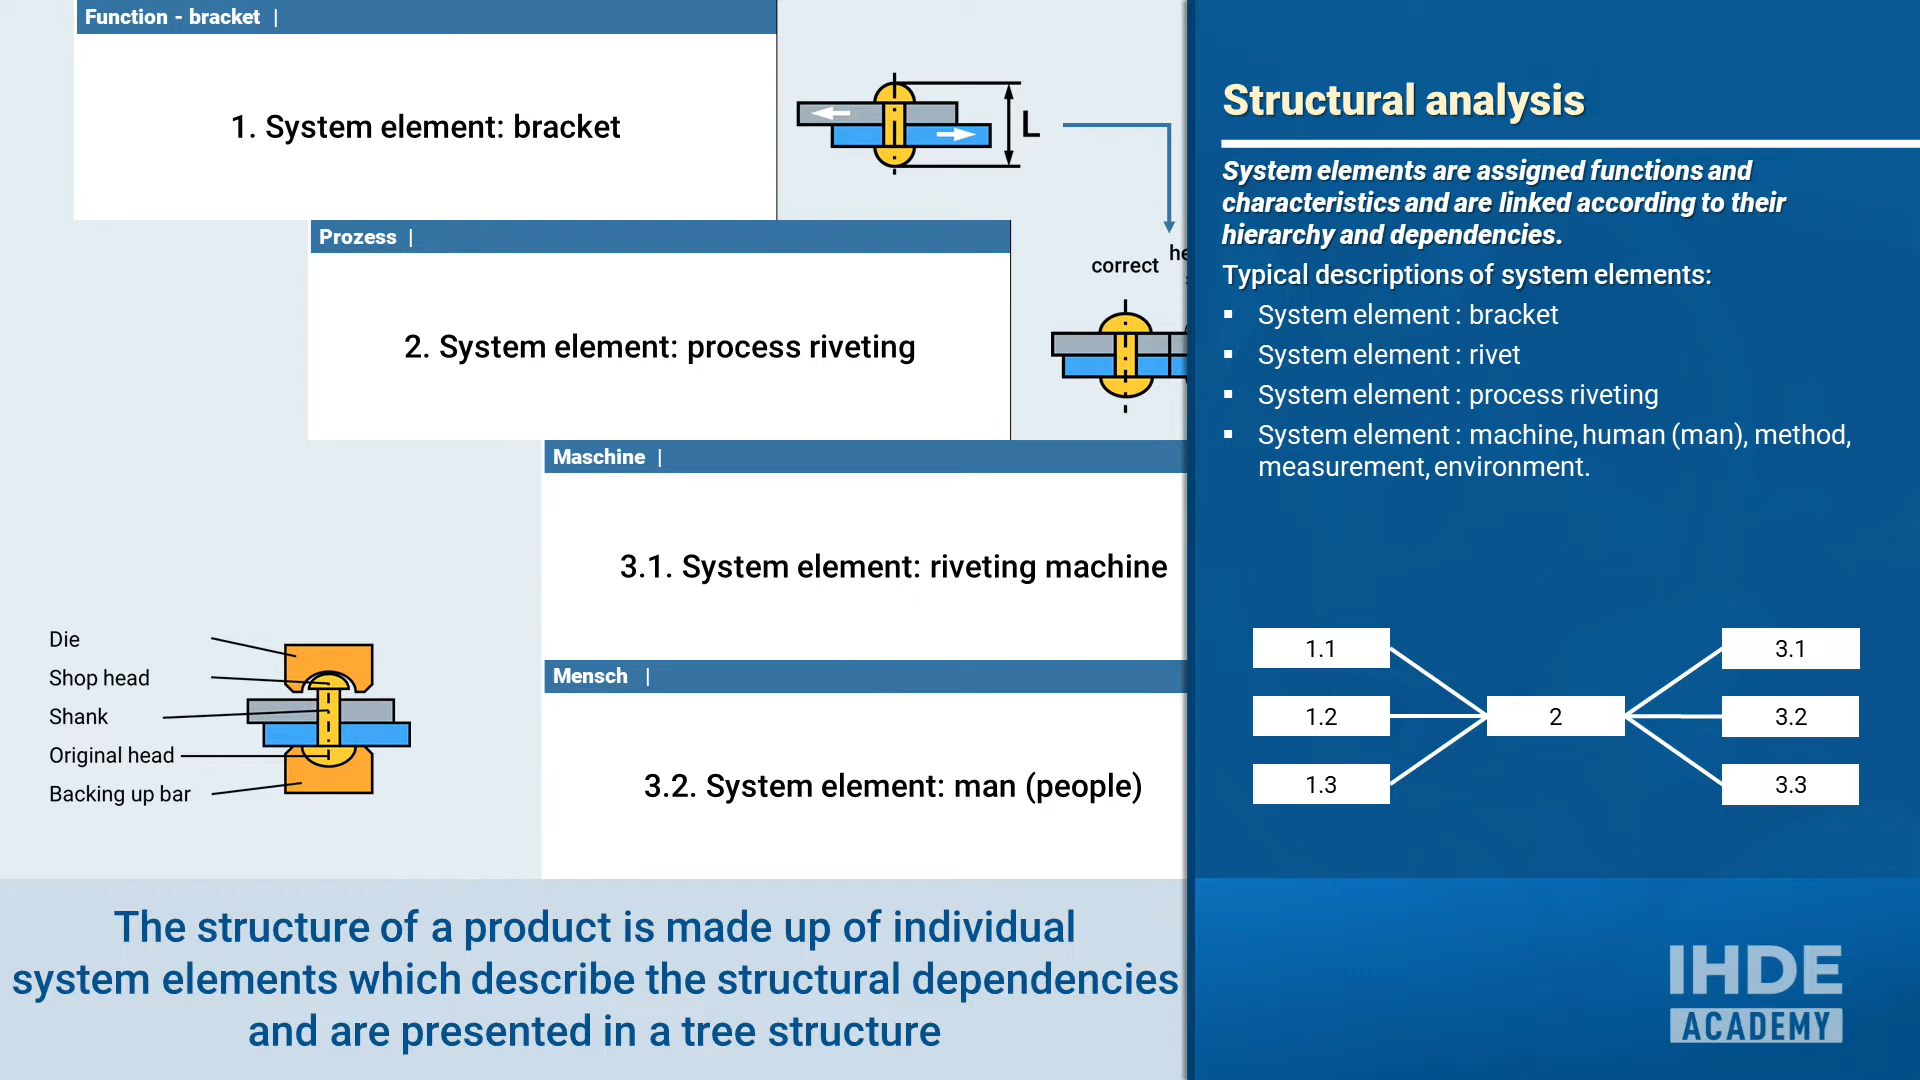 Function - bracket |
1. System element: bracket
L
Prozess |
correct
2. System element: process riveting
Maschine |
3.1. System element: riveting machine
Mensch |
3.2. System element: man (people)
Die
Shop head
Shank
Original head
Backing up bar
The structure of a product is made up of individual
system elements which describe the structural dependencies
and are presented in a tree structure
Structural analysis
System elements are assigned functions and
characteristics and are linked according to their
hierarchy and dependencies.
Typical descriptions of system elements:
▪ System element : bracket
▪ System element : rivet
▪ System element : process riveting
▪ System element : machine, human (man), method,
measurement, environment.
1.1
1.2
1.3
2
3.1
3.2
3.3
IHDE
ACADEMY